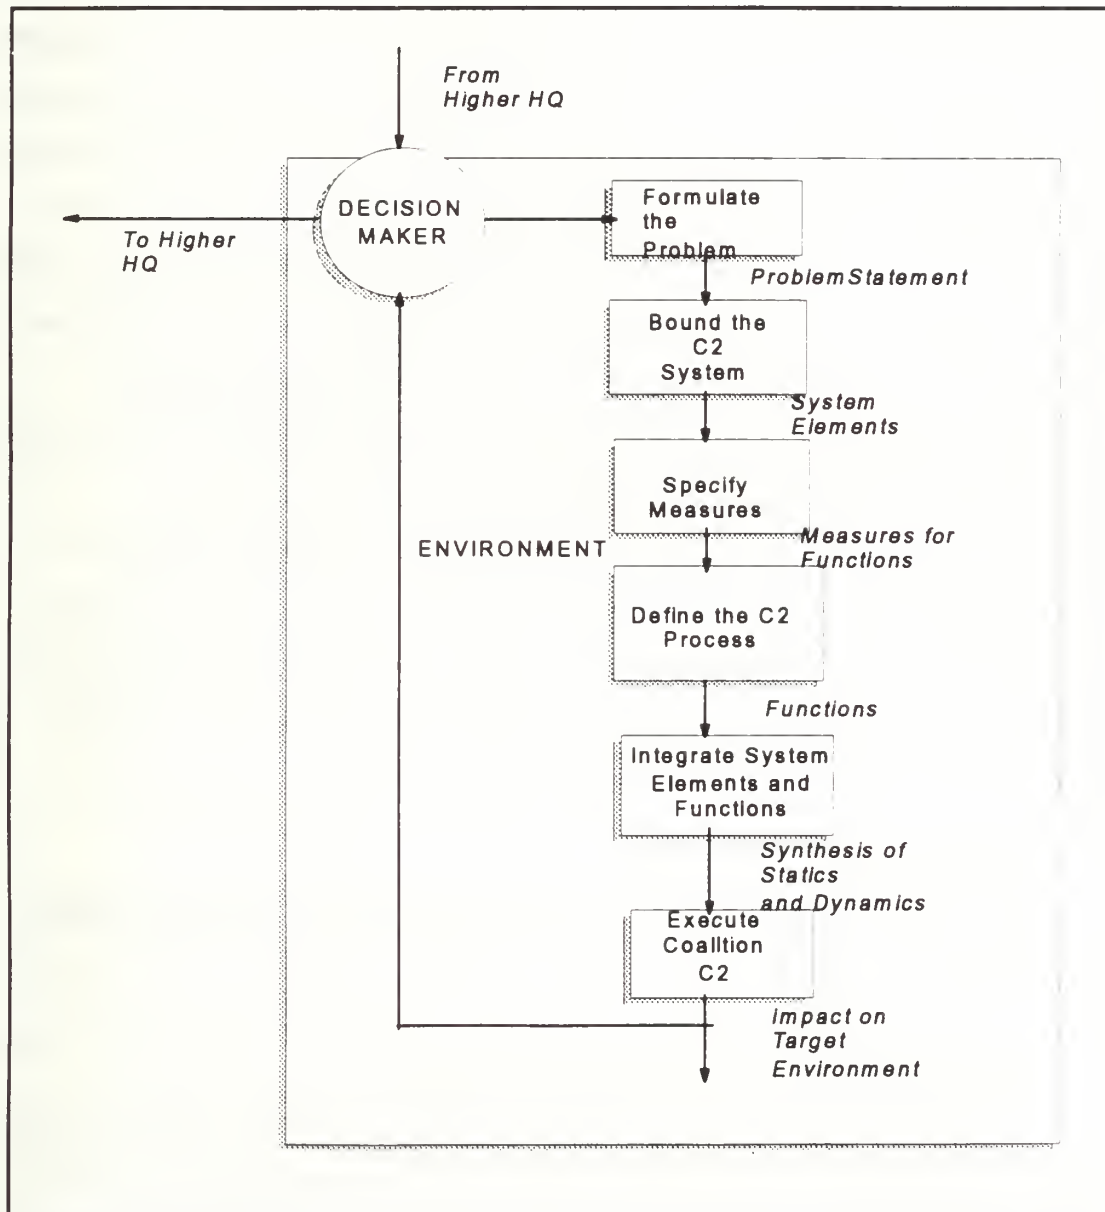 From
Higher HQ
DECISION
MAKER
To Higher
HQ
Formulate
the
Problem
Problem Statement
Bound the
C2
System
System
Elements
Specify
Measures
Measures for
Functions
ENVIRONMENT
Define the C2
Process
Functions
Integrate System
Elements and
Functions
Synthesis of
Statics
and Dynamics
Execute
Coalition
C2
Impact on
Target
Environment